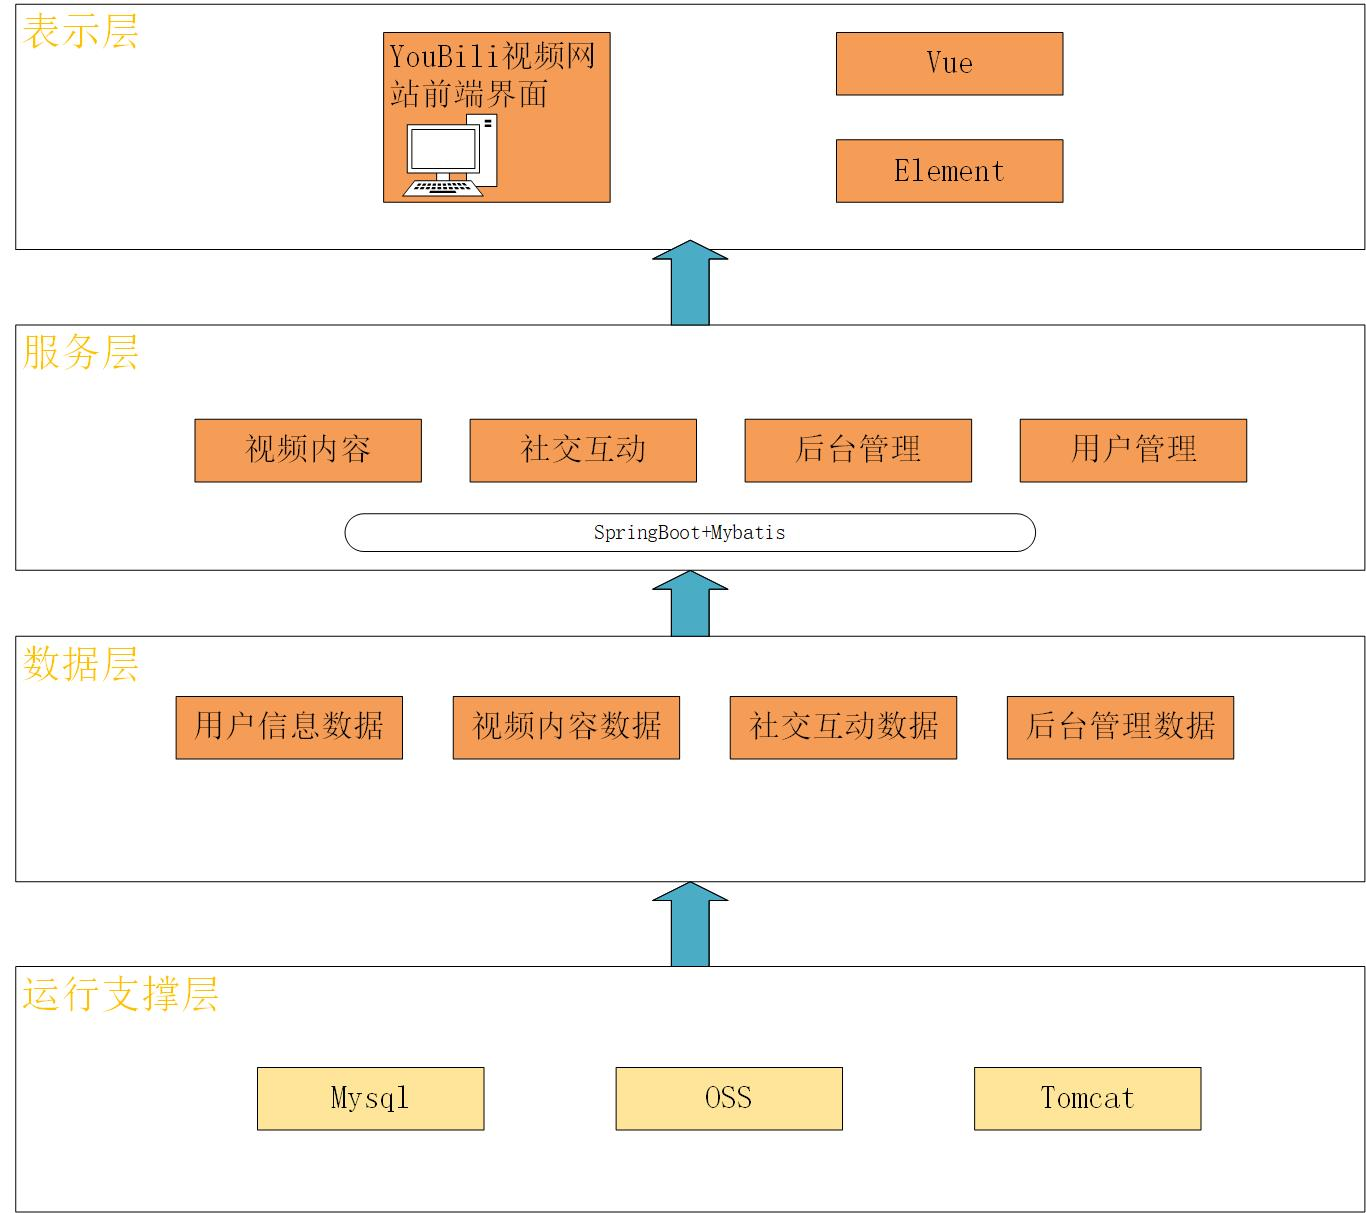 表示层
YouBili视频网
站前端界面
Vue
Element
服务层
视频内容
社交互动
后台管理
用户管理
SpringBoot+Mybatis
数据层
用户信息数据
视频内容数据
社交互动数据
后台管理数据
运行支撑层
Mysql
OSS
Tomcat